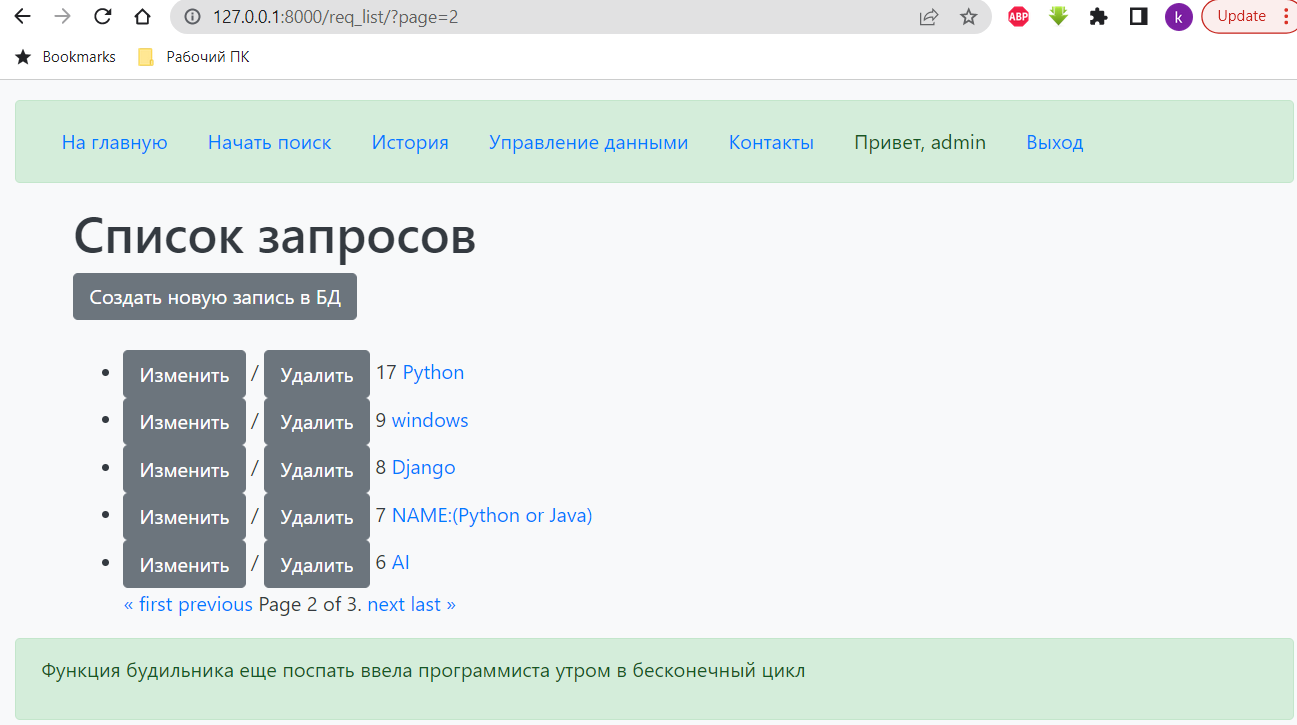 127.0.0.1:8000/req_list/?page=2
ABP
k
Update
Bookmarks
Рабочий ПК
На главную Начать поиск История Управление данными Контакты Привет, admin Выход
Список запросов
Создать новую запись в БД
• Изменить / Удалить 17 Python
• Изменить / Удалить 9 windows
• Изменить / Удалить 8 Django
• Изменить / Удалить 7 NAME:(Python or Java)
• Изменить / Удалить 6 AI
« first previous Page 2 of 3. next last »
Функция будильника еще поспать ввела программиста утром в бесконечный цикл